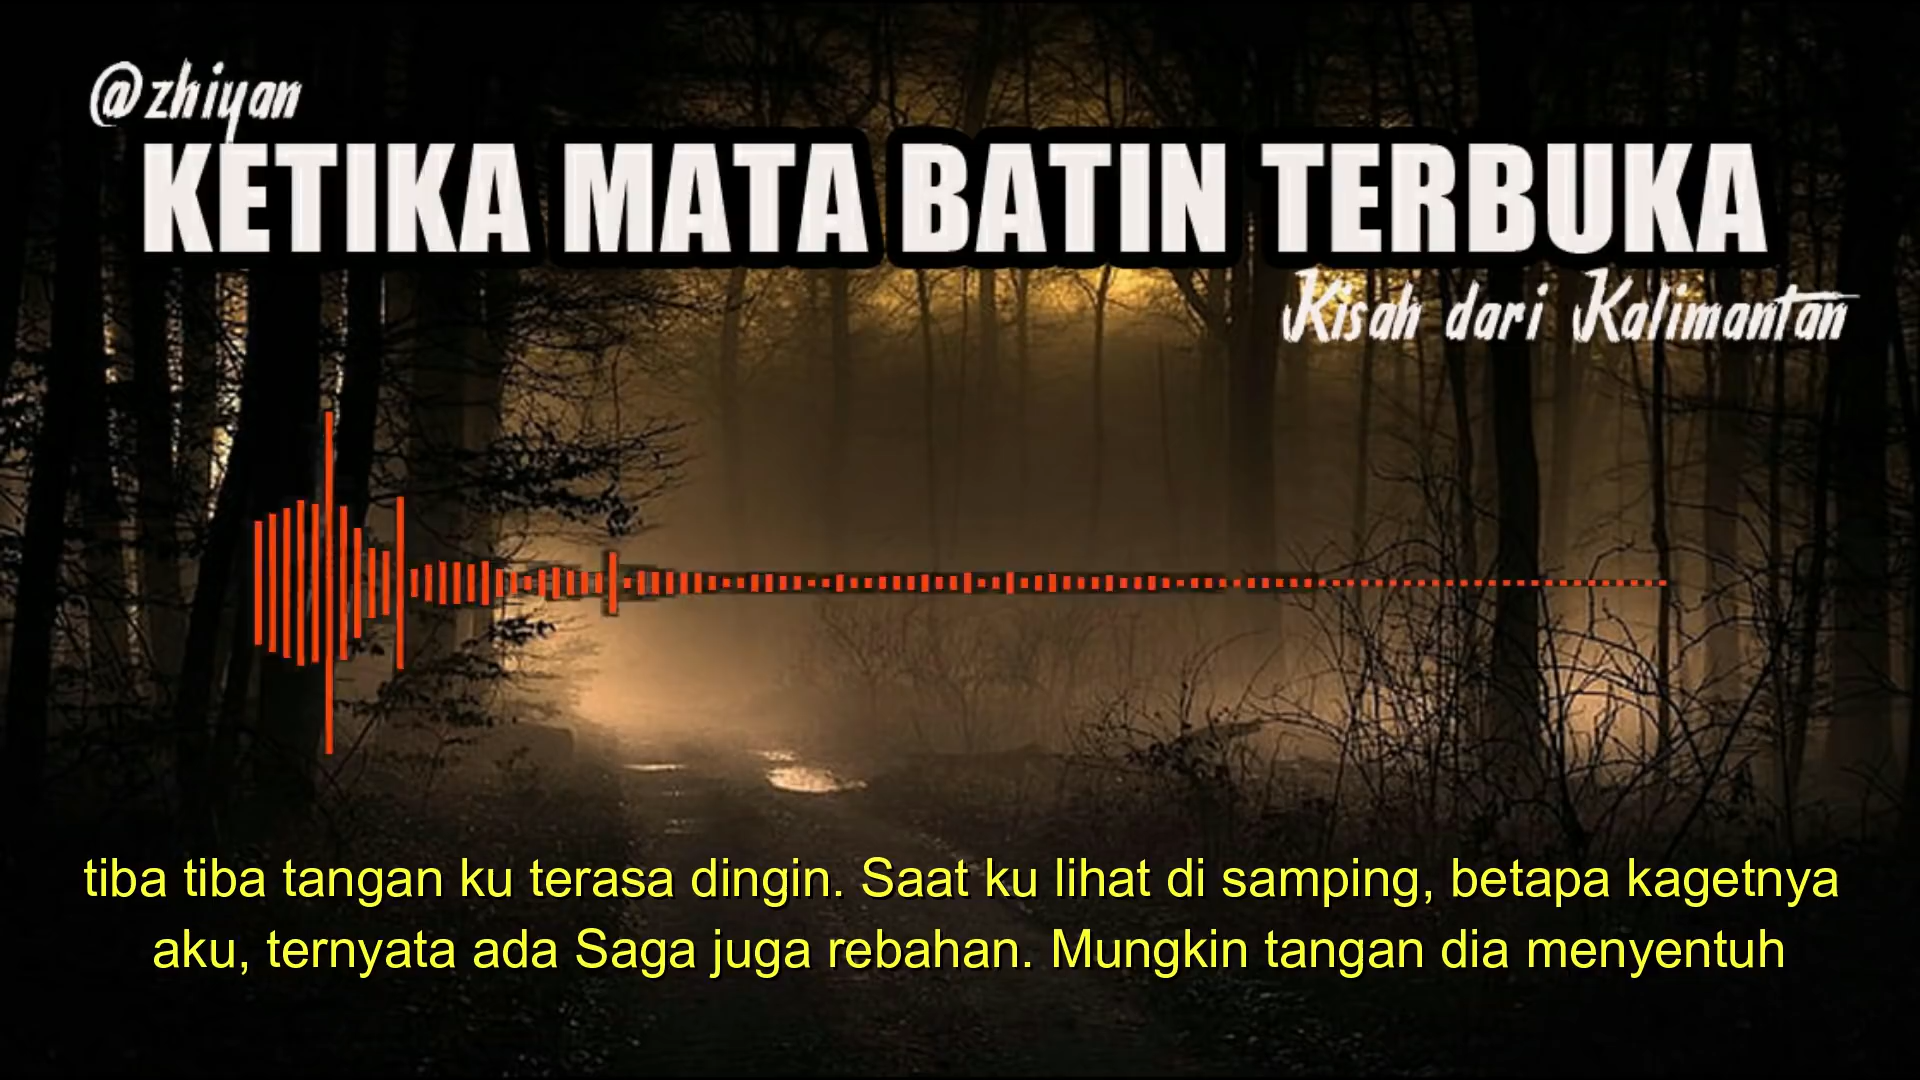 @zhiyan
KETIKA MATA BATIN TERBUKA
Kisah dari Kalimantan
tiba tiba tangan ku terasa dingin. Saat ku lihat di samping, betapa kagetnya
aku, ternyata ada Saga juga rebahan. Mungkin tangan dia menyentuh